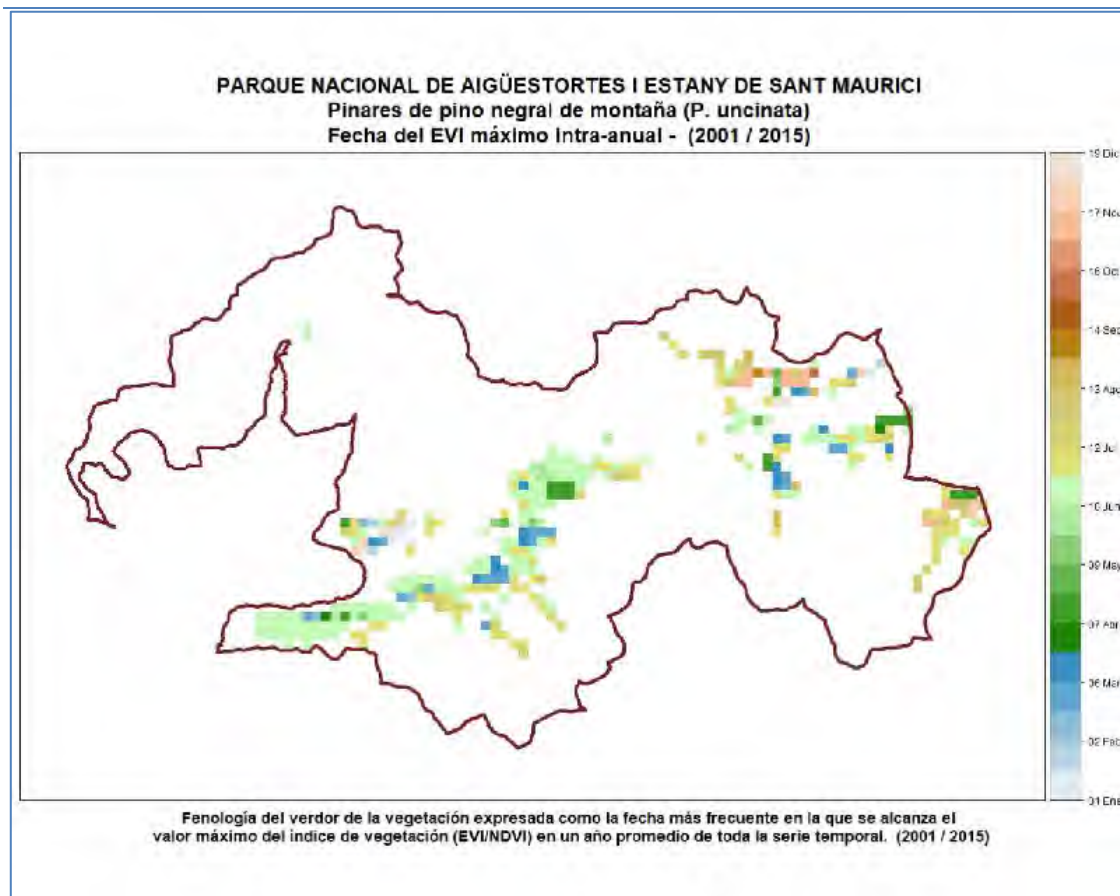 PARQUE NACIONAL DE AIGÜESTORTES I ESTANY DE SANT MAURICI
Pinares de pino negral de montaña (P. uncinata)
Fecha del EVI máximo intra-anual - (2001 / 2015)
19 Dic
17 Nov
16 Oct
14 Sep
13 Ago
12 Jul
10 Jun
09 May
07 Abr
06 Mar
02 Feb
01 Ene
Fenología del verdor de la vegetación expresada como la fecha más frecuente en la que se alcanza el
valor máximo del índice de vegetación (EVI/NDVI) en un año promedio de toda la serie temporal. (2001 / 2015)